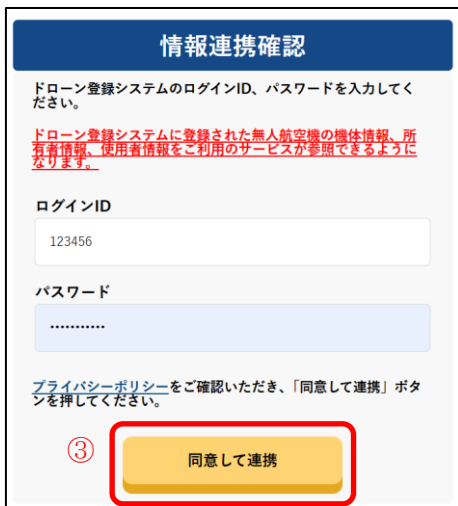 情報連携確認
ドローン登録システムのログインID、パスワードを入力してく
ださい。
ドローン登録システムに登録された無人航空機の機体情報、所
有者情報、使用者情報をご利用のサービスが参照できるように
なります。
ログインID
123456
パスワード
•••••••••••
プライバシーポリシーをご確認いただき、「同意して連携」ボタ
ンを押してください。
③
同意して連携